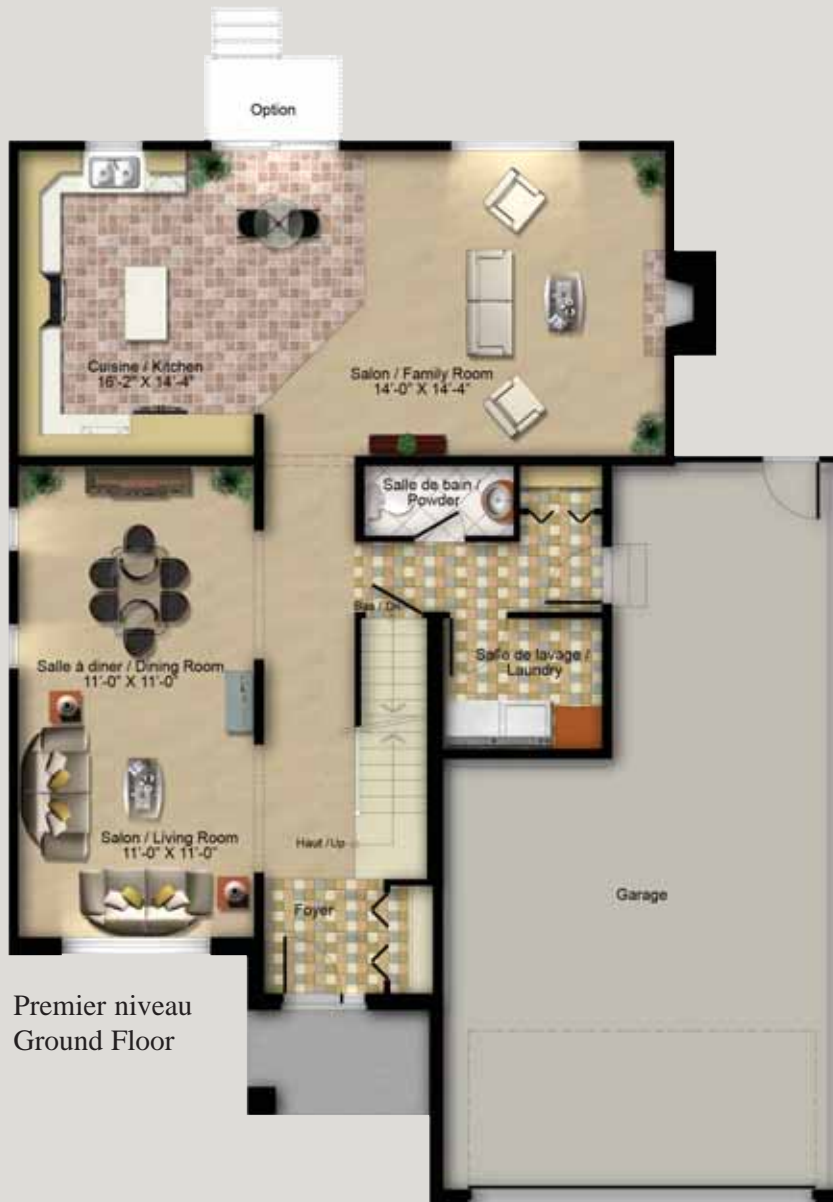 Option
Cuisine / Kitchen
16'-2" X 14'-4"
Salon / Family Room
14'-0" X 14'-4"
Salle de bain /
Powder
Bas / Dn
Salle à diner / Dining Room
11'-0" X 11'-0"
Salle de lavage /
Laundry
Salon / Living Room
11'-0" X 11'-0"
Haut / Up
Foyer
Garage
Premier niveau
Ground Floor